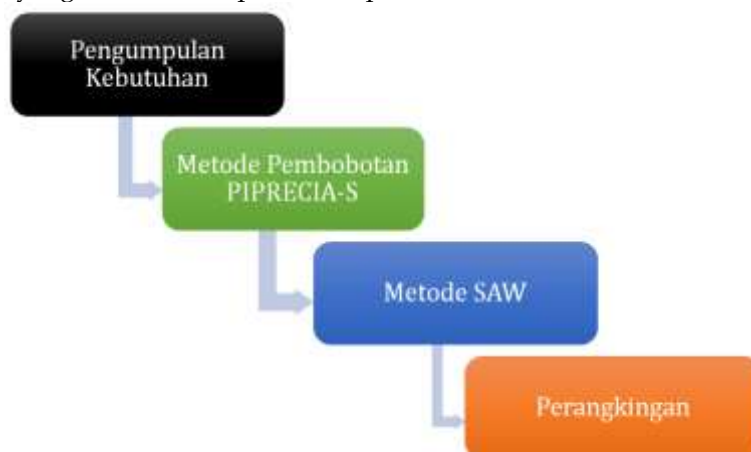 Pengumpulan
Kebutuhan
Metode Pembobotan
PIPRECIA-S
Metode SAW
Perangkingan